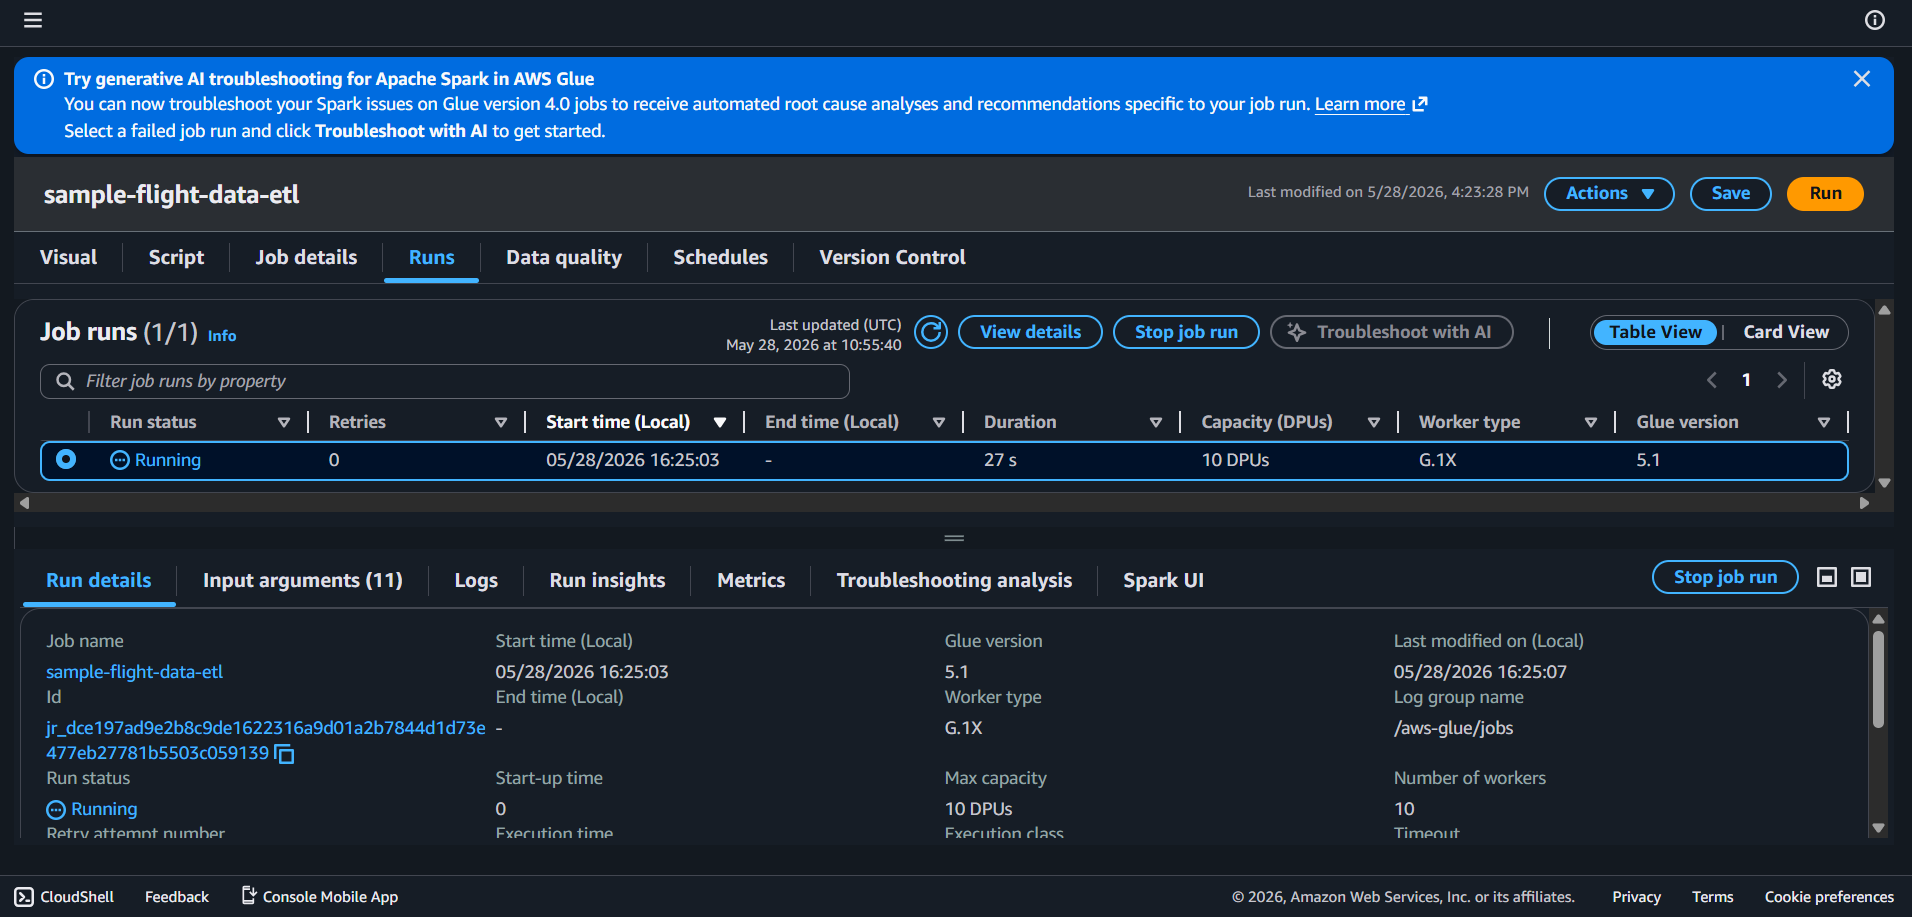 Try generative AI troubleshooting for Apache Spark in AWS Glue
You can now troubleshoot your Spark issues on Glue version 4.0 jobs to receive automated root cause analyses and recommendations specific to your job run. Learn more
Select a failed job run and click Troubleshoot with AI to get started.
sample-flight-data-etl
Last modified on 5/28/2026, 4:23:28 PM
Actions
Save
Run
Visual
Script
Job details
Runs
Data quality
Schedules
Version Control
Job runs (1/1) Info
Last updated (UTC)
May 28, 2026 at 10:55:40
View details
Stop job run
Troubleshoot with AI
Table View
Card View
Filter job runs by property
1
Run status
Retries
Start time (Local)
End time (Local)
Duration
Capacity (DPUs)
Worker type
Glue version
Running
0
05/28/2026 16:25:03
-
27 s
10 DPUs
G.1X
5.1
Run details
Input arguments (11)
Logs
Run insights
Metrics
Troubleshooting analysis
Spark UI
Stop job run
Job name
sample-flight-data-etl
Start time (Local)
05/28/2026 16:25:03
Glue version
5.1
Last modified on (Local)
05/28/2026 16:25:07
Id
jr_dce197ad9e2b8c9de1622316a9d01a2b7844d1d73e
477eb27781b5503c059139
End time (Local)
-
Worker type
G.1X
Log group name
/aws-glue/jobs
Run status
Running
Start-up time
0
Max capacity
10 DPUs
Number of workers
10
Retry attempt number
Execution time
Execution class
Timeout
CloudShell
Feedback
Console Mobile App
© 2026, Amazon Web Services, Inc. or its affiliates.
Privacy
Terms
Cookie preferences